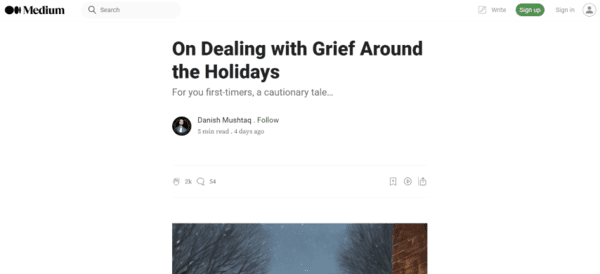 Medium
Search
Write
Sign up
Sign in
On Dealing with Grief Around
the Holidays
For you first-timers, a cautionary tale...
Danish Mushtaq . Follow
5 min read . 4 days ago
2k
54